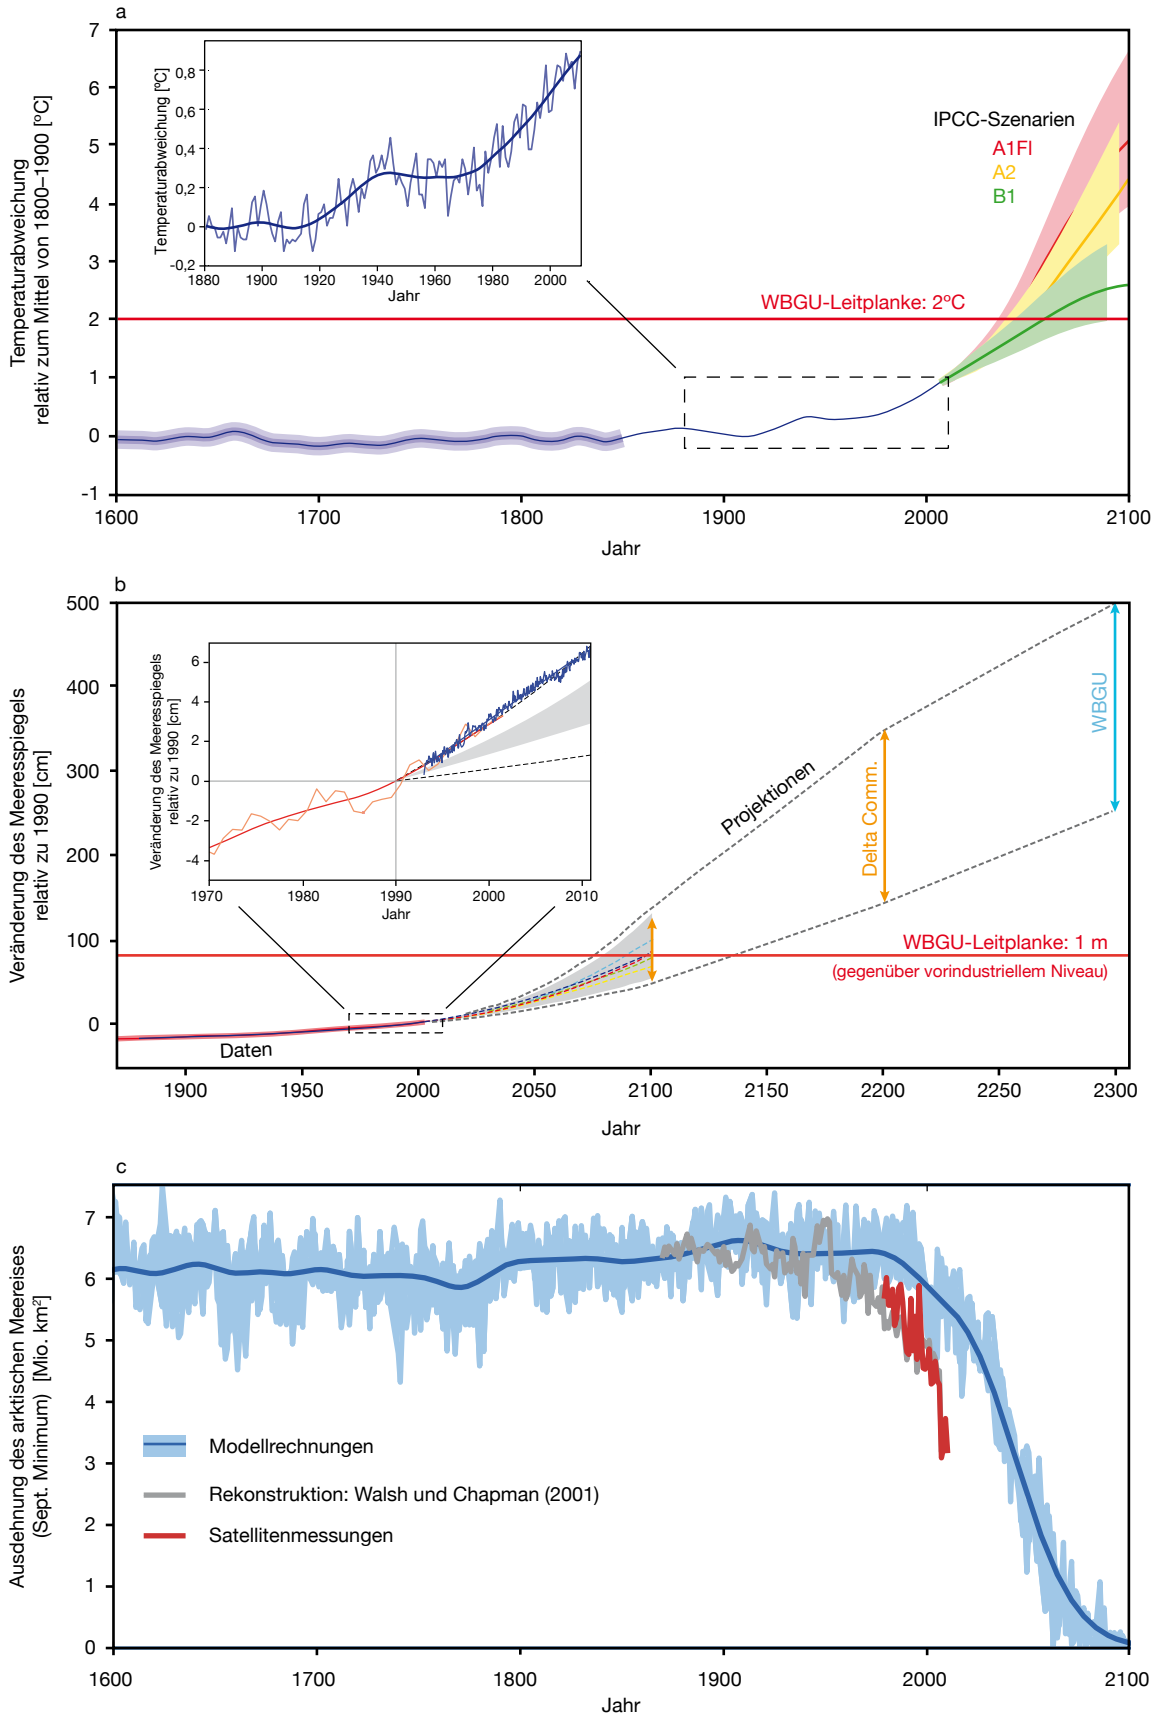 a
Temperaturabweichung
relativ zum Mittel von 1800–1900 [ºC]
7
6
5
4
3
2
1
0
-1
1600
1700
1800
1900
2000
2100
Jahr
Temperaturabweichung [ºC]
0,8
0,6
0,4
0,2
0
-0,2
1880
1900
1920
1940
1960
1980
2000
Jahr
IPCC-Szenarien
A1FI
A2
B1
WBGU-Leitplanke: 2ºC
b
Veränderung des Meeresspiegels
relativ zu 1990 [cm]
500
400
300
200
100
0
1900
1950
2000
2050
2100
2150
2200
2250
2300
Jahr
Veränderung des Meeresspiegels
relativ zu 1990 [cm]
6
4
2
0
-2
-4
1970
1980
1990
2000
2010
Jahr
Projektionen
Delta Comm.
WBGU
WBGU-Leitplanke: 1 m
(gegenüber vorindustriellem Niveau)
Daten
c
Ausdehnung des arktischen Meereises
(Sept. Minimum) [Mio. km²]
7
6
5
4
3
2
1
0
Modellrechnungen
Rekonstruktion: Walsh und Chapman (2001)
Satellitenmessungen
1600
1700
1800
1900
2000
2100
Jahr